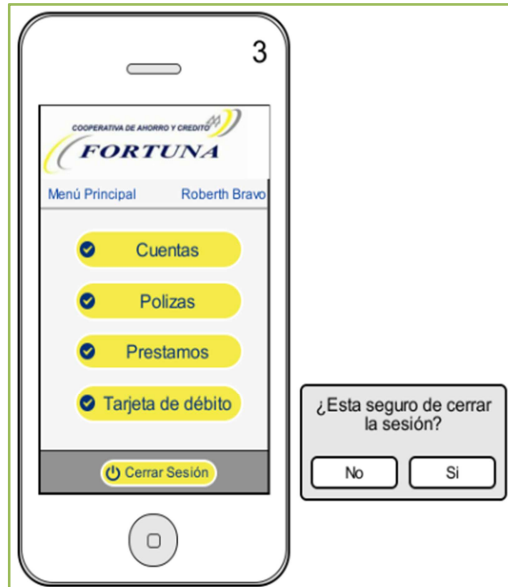 3
COOPERATIVA DE AHORRO Y CREDITO
FORTUNA
Menú Principal Roberth Bravo
Cuentas
Polizas
Prestamos
Tarjeta de débito
Cerrar Sesión
¿Esta seguro de cerrar
la sesión?
No Si